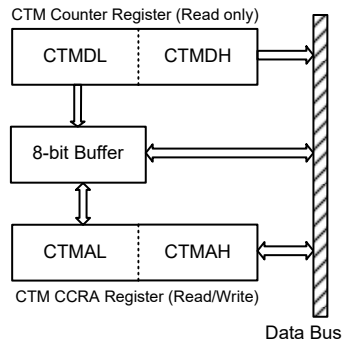 CTM Counter Register (Read only)
CTMDL CTMDH
8-bit Buffer
CTMAL CTMAH
CTM CCRA Register (Read/Write)
Data Bus